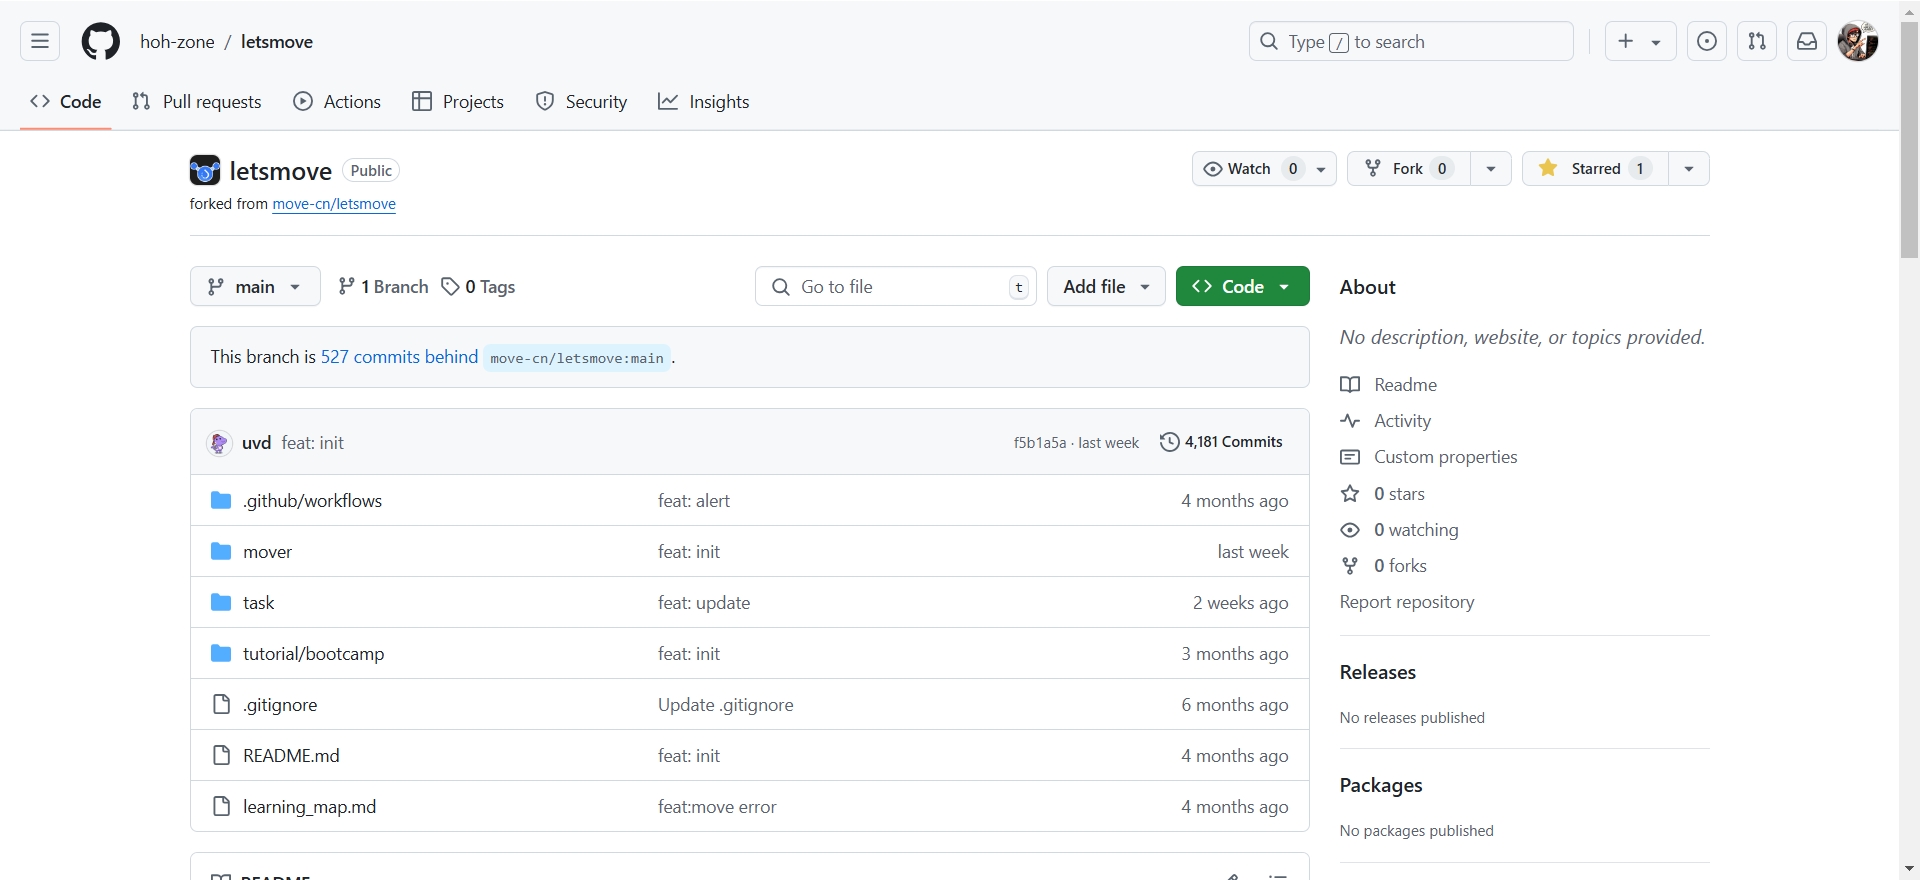 hoh-zone / letsmove
Type / to search
Code Pull requests Actions Projects Security Insights
letsmove Public
forked from move-cn/letsmove
Watch 0 Fork 0 Starred 1
main 1 Branch 0 Tags Go to file t Add file Code
This branch is 527 commits behind move-cn/letsmove:main .
uvd feat: init f5b1a5a · last week 4,181 Commits
.github/workflows feat: alert 4 months ago
mover feat: init last week
task feat: update 2 weeks ago
tutorial/bootcamp feat: init 3 months ago
.gitignore Update .gitignore 6 months ago
README.md feat: init 4 months ago
learning_map.md feat:move error 4 months ago
README
About
No description, website, or topics provided.
Readme
Activity
Custom properties
0 stars
0 watching
0 forks
Report repository
Releases
No releases published
Packages
No packages published